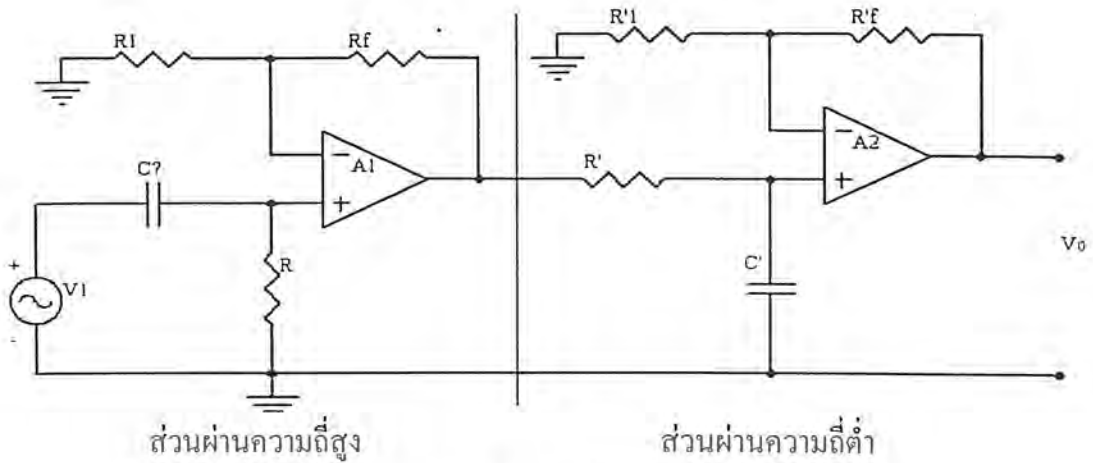 R1
Rf
R'1
R'f
C?
A1
R'
A2
+
V1
-
R
C'
Vo
ส่วนผ่านความถี่สูง
ส่วนผ่านความถี่ต่ำ